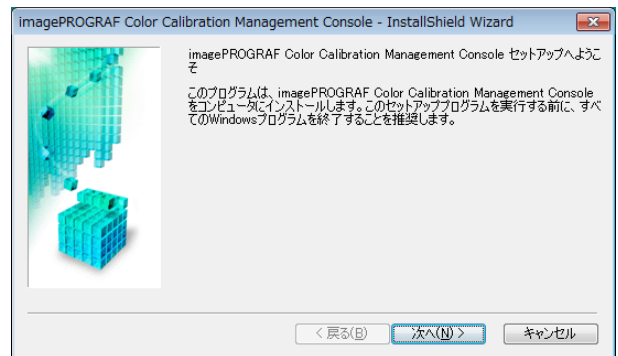 imagePROGRAF Color Calibration Management Console - InstallShield Wizard
imagePROGRAF Color Calibration Management Console セットアップへようこ
そ
このプログラムは、imagePROGRAF Color Calibration Management Console
をコンピュータにインストールします。このセットアッププログラムを実行する前に、すべ
てのWindowsプログラムを終了することを推奨します。
< 戻る(B)
次へ(N) >
キャンセル